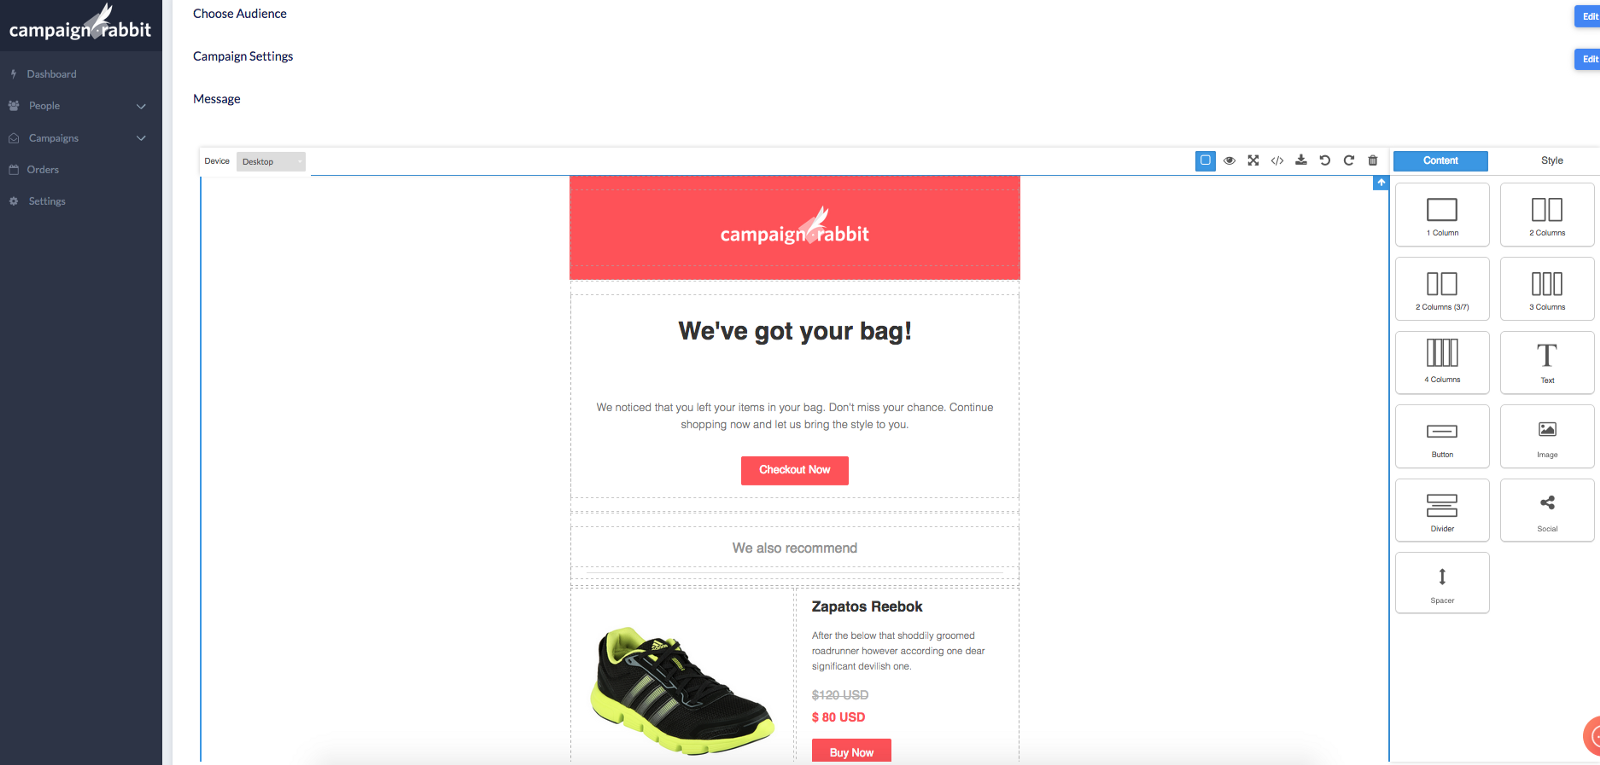 campaignrabbit
Dashboard
People
Campaigns
Orders
Settings
Choose Audience
Edit
Campaign Settings
Edit
Message
Device
Desktop
</>
Content
Style
campaignrabbit
We've got your bag!
We noticed that you left your items in your bag. Don't miss your chance. Continue
shopping now and let us bring the style to you.
Checkout Now
We also recommend
adidas
Zapatos Reebok
After the below that shoddily groomed
roadrunner however according one dear
significant devilish one.
$120 USD
$ 80 USD
Buy Now
1 Column
2 Columns
2 Columns (3/7)
3 Columns
4 Columns
T
Text
Button
Image
Divider
Social
Spacer